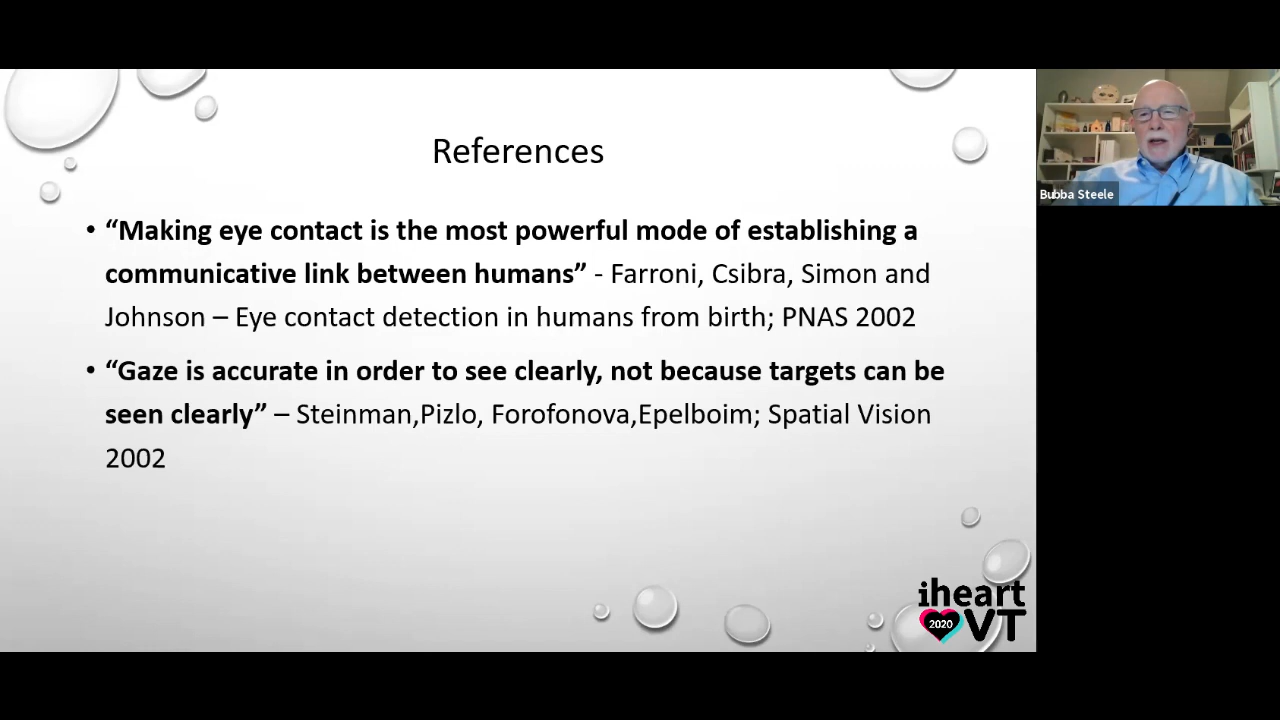 References
• “Making eye contact is the most powerful mode of establishing a
communicative link between humans” - Farroni, Csibra, Simon and
Johnson – Eye contact detection in humans from birth; PNAS 2002
• “Gaze is accurate in order to see clearly, not because targets can be
seen clearly” – Steinman,Pizlo, Forofonova,Epelboim; Spatial Vision
2002
Bubba Steele
iheart
2020 VT